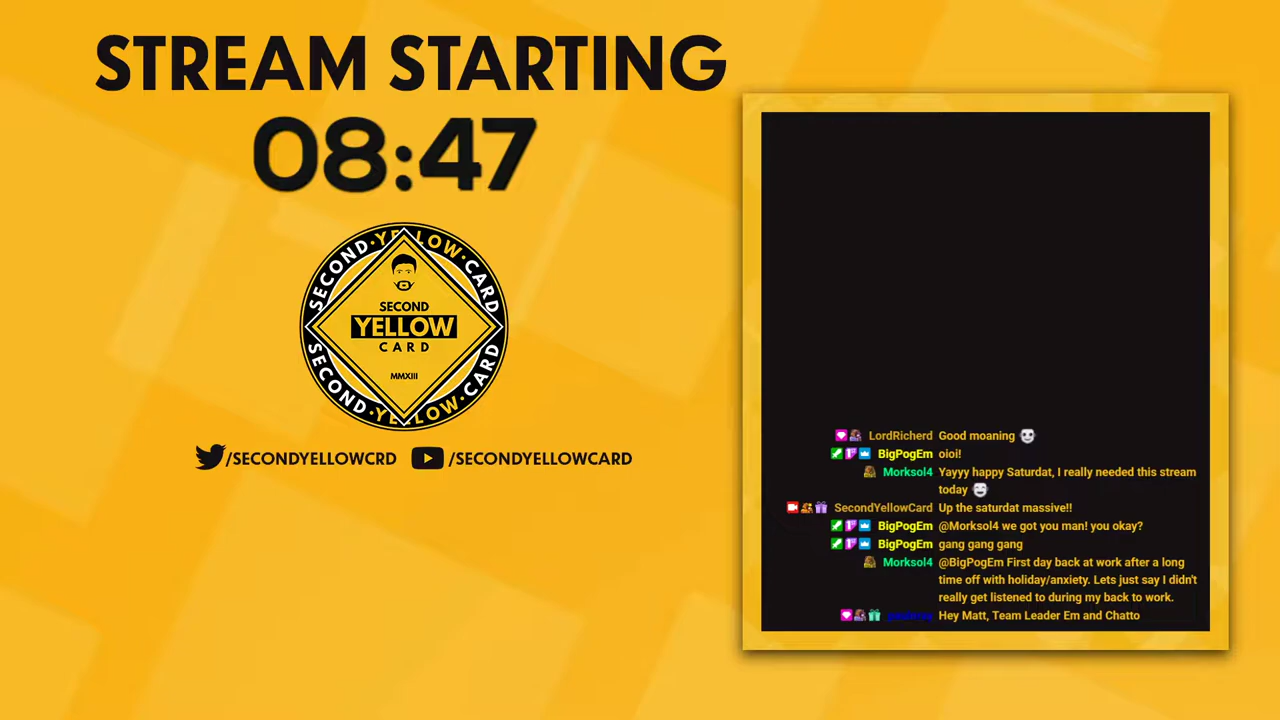 STREAM STARTING
08:47
SECOND·YELLOW·CARD
SECOND
YELLOW
CARD
MMXIII
SECOND·YELLOW·CARD
/SECONDYELLOWCRD /SECONDYELLOWCARD
LordRicherd Good moaning
BigPogEm oioi!
Morksol4 Yayyy happy Saturdat, I really needed this stream
today
SecondYellowCard Up the saturdat massive!!
BigPogEm @Morksol4 we got you man! you okay?
BigPogEm gang gang gang
Morksol4 @BigPogEm First day back at work after a long
time off with holiday/anxiety. Lets just say I didn't
really get listened to during my back to work.
Hey Matt, Team Leader Em and Chatto